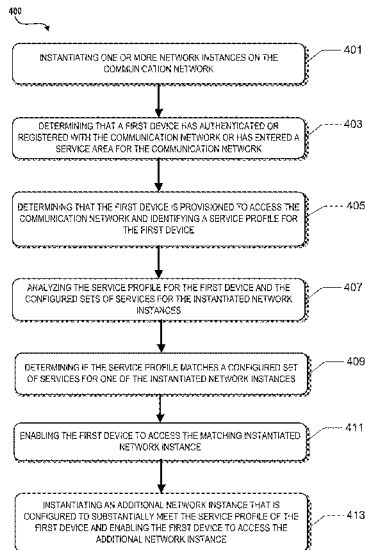 400
INSTANTIATING ONE OR MORE NETWORK INSTANCES ON THE
COMMUNICATION NETWORK
401
DETERMINING THAT A FIRST DEVICE HAS AUTHENTICATED OR
REGISTERED WITH THE COMMUNICATION NETWORK OR HAS ENTERED A
SERVICE AREA FOR THE COMMUNICATION NETWORK
403
DETERMINING THAT THE FIRST DEVICE IS PROVISIONED TO ACCESS THE
COMMUNICATION NETWORK AND IDENTIFYING A SERVICE PROFILE FOR
THE FIRST DEVICE
405
ANALYZING THE SERVICE PROFILE FOR THE FIRST DEVICE AND THE
CONFIGURED SETS OF SERVICES FOR THE INSTANTIATED NETWORK
INSTANCES
407
DETERMINING IF THE SERVICE PROFILE MATCHES A CONFIGURED SET
OF SERVICES FOR ONE OF THE INSTANTIATED NETWORK INSTANCES
409
ENABLING THE FIRST DEVICE TO ACCESS THE MATCHING INSTANTIATED
NETWORK INSTANCE
411
INSTANTIATING AN ADDITIONAL NETWORK INSTANCE THAT IS
CONFIGURED TO SUBSTANTIALLY MEET THE SERVICE PROFILE OF THE
FIRST DEVICE AND ENABLING THE FIRST DEVICE TO ACCESS THE
ADDITIONAL NETWORK INSTANCE
413